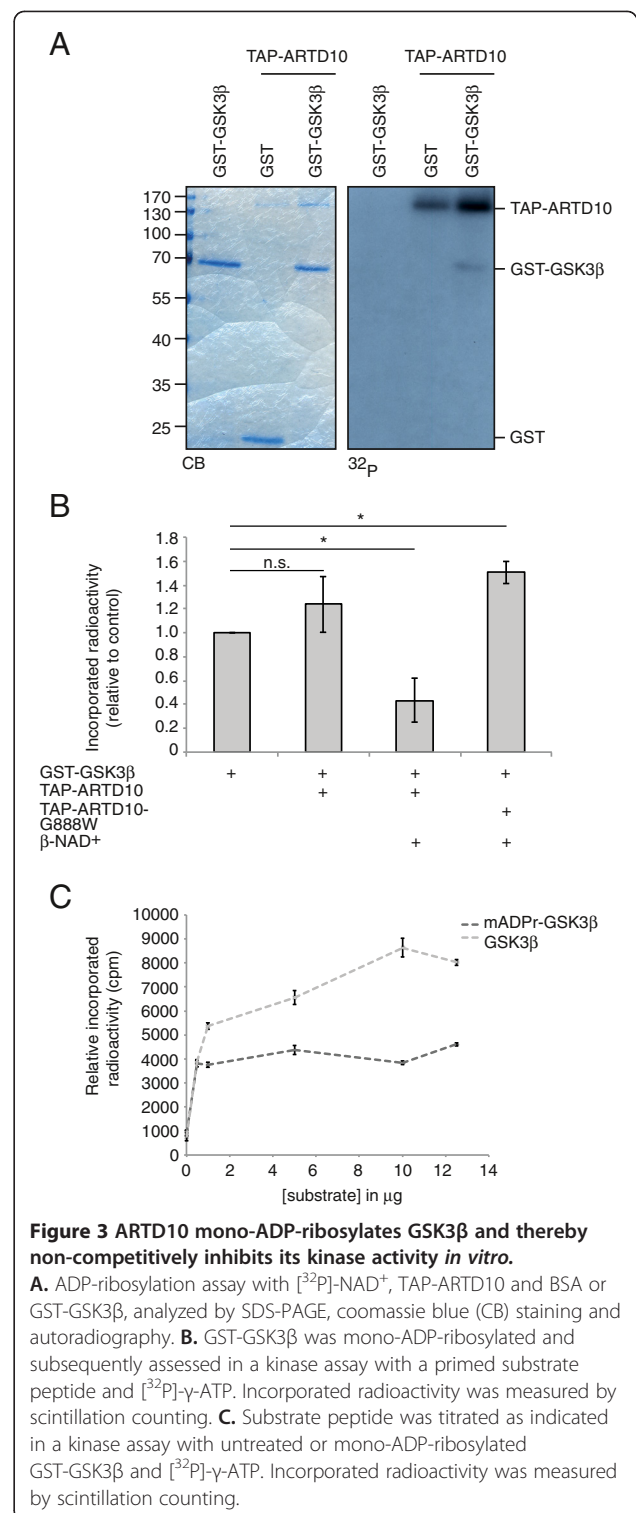 A
TAP-ARTD10
TAP-ARTD10
GST-GSK3β
GST
GST-GSK3β
GST-GSK3β
GST
GST-GSK3β
170
130
100
70
55
40
35
25
TAP-ARTD10
GST-GSK3β
GST
CB
32P
B
Incorporated radioactivity
(relative to control)
1.8
1.6
1.4
1.2
1.0
0.8
0.6
0.4
0.2
0
*
*
n.s.
GST-GSK3β + + + +
TAP-ARTD10 + +
TAP-ARTD10-
G888W +
β-NAD+ + +
C
Relative incorporated
radioactivity (cpm)
10000
9000
8000
7000
6000
5000
4000
3000
2000
1000
0
0 2 4 6 8 10 12 14
[substrate] in μg
mADPr-GSK3β
GSK3β
Figure 3 ARTD10 mono-ADP-ribosylates GSK3β and thereby
non-competitively inhibits its kinase activity in vitro.
A. ADP-ribosylation assay with [32P]-NAD+, TAP-ARTD10 and BSA or
GST-GSK3β, analyzed by SDS-PAGE, coomassie blue (CB) staining and
autoradiography. B. GST-GSK3β was mono-ADP-ribosylated and
subsequently assessed in a kinase assay with a primed substrate
peptide and [32P]-γ-ATP. Incorporated radioactivity was measured by
scintillation counting. C. Substrate peptide was titrated as indicated
in a kinase assay with untreated or mono-ADP-ribosylated
GST-GSK3β and [32P]-γ-ATP. Incorporated radioactivity was measured
by scintillation counting.